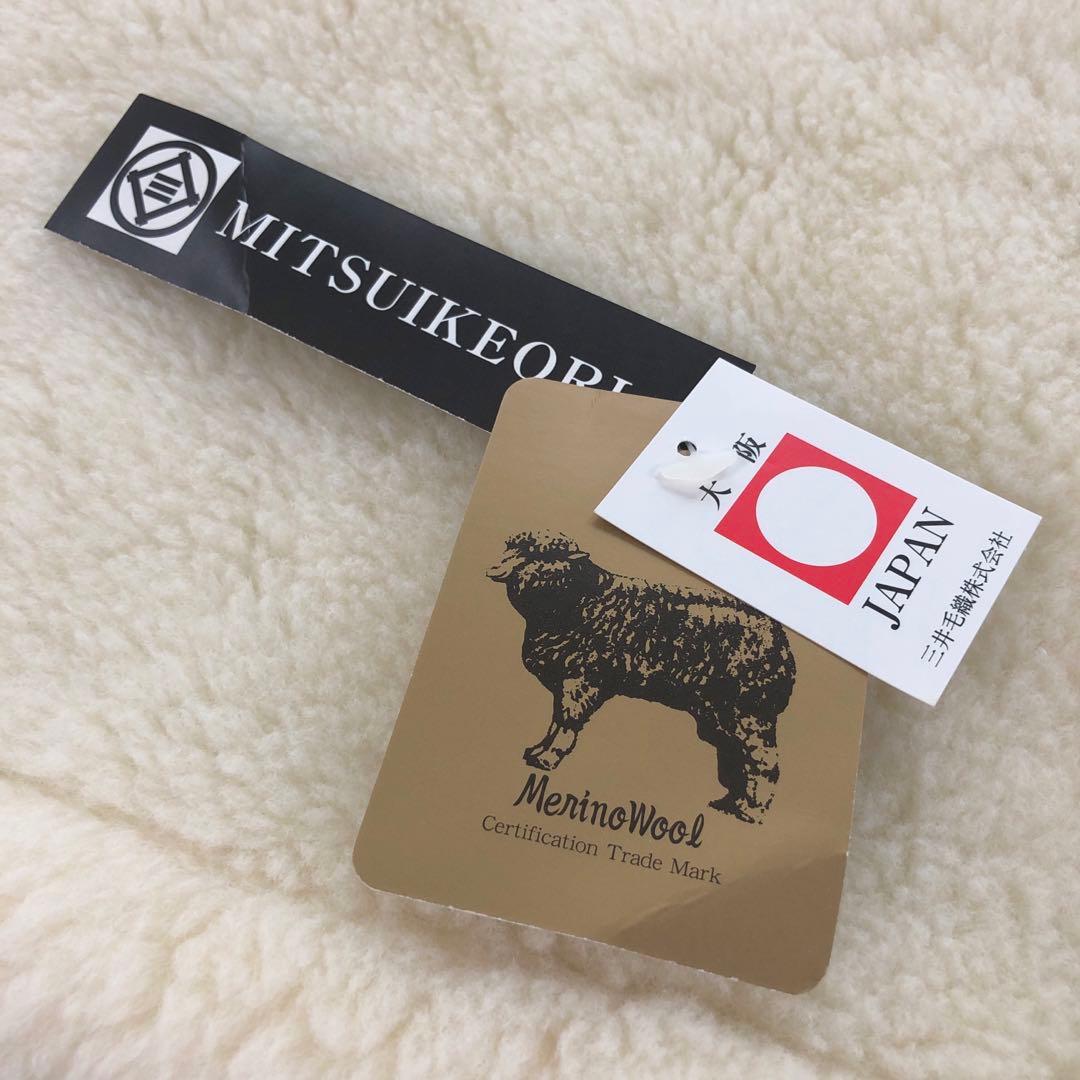 MITSUIKEORI
大阪
JAPAN
三井毛織株式会社
MerinoWool
Certification Trade Mark